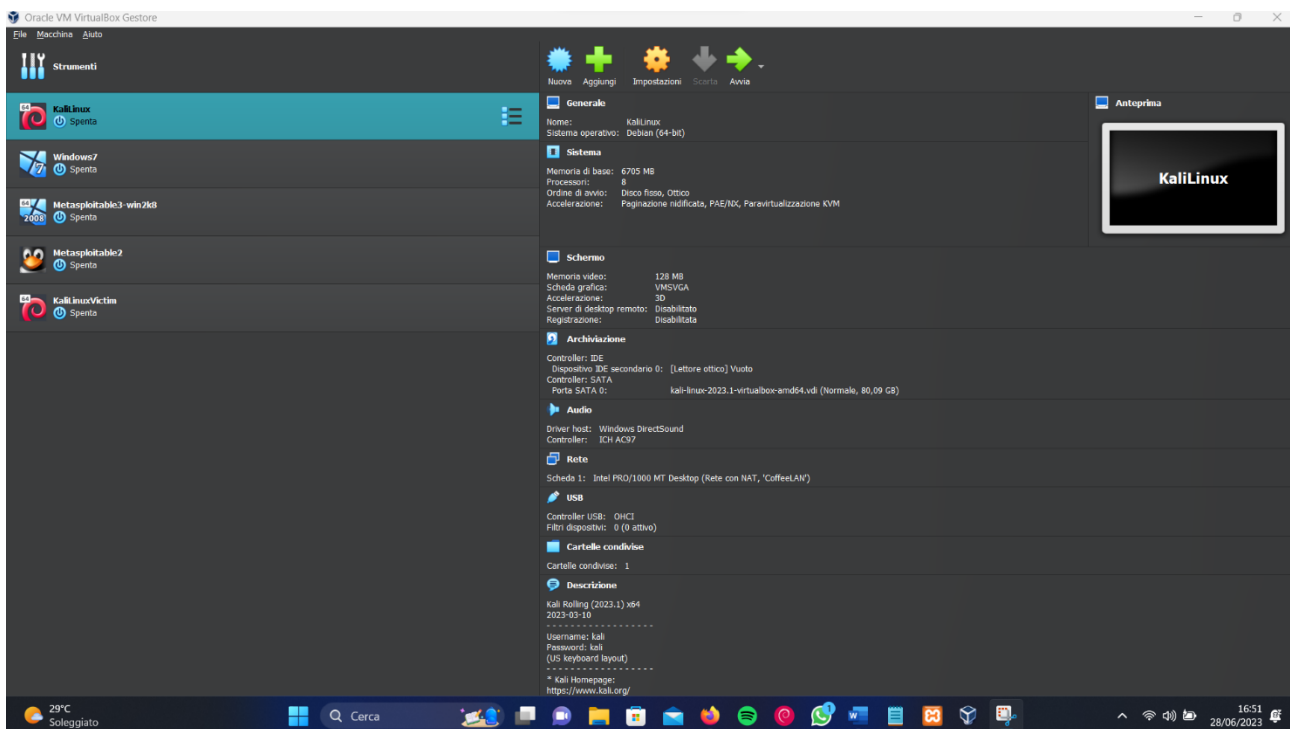 Oracle VM VirtualBox Gestore
File Macchina Aiuto
Strumenti
Nuova Aggiungi Impostazioni Scarta Avvia
64
KaliLinux
Spenta
7
Windows7
Spenta
64
2008
Metasploitable3-win2k8
Spenta
Metasploitable2
Spenta
64
KaliLinuxVictim
Spenta
Generale
Nome: KaliLinux
Sistema operativo: Debian (64-bit)
Anteprima
KaliLinux
Sistema
Memoria di base: 6705 MB
Processori: 8
Ordine di avvio: Disco fisso, Ottico
Accelerazione: Paginazione nidificata, PAE/NX, Paravirtualizzazione KVM
Schermo
Memoria video: 128 MB
Scheda grafica: VMSVGA
Accelerazione: 3D
Server di desktop remoto: Disabilitato
Registrazione: Disabilitata
Archiviazione
Controller: IDE
Dispositivo IDE secondario 0: [Lettore ottico] Vuoto
Controller: SATA
Porta SATA 0: kali-linux-2023.1-virtualbox-amd64.vdi (Normale, 80,09 GB)
Audio
Driver host: Windows DirectSound
Controller: ICH AC97
Rete
Scheda 1: Intel PRO/1000 MT Desktop (Rete con NAT, 'CoffeeLAN')
USB
Controller USB: OHCI
Filtri dispositivi: 0 (0 attivo)
Cartelle condivise
Cartelle condivise: 1
Descrizione
Kali Rolling (2023.1) x64
2023-03-10
- - - - - - - - - - - - - - - - - - -
Username: kali
Password: kali
(US keyboard layout)
- - - - - - - - - - - - - - - - - - -
* Kali Homepage:
https://www.kali.org/
29°C
Soleggiato
Cerca
1
16:51
28/06/2023